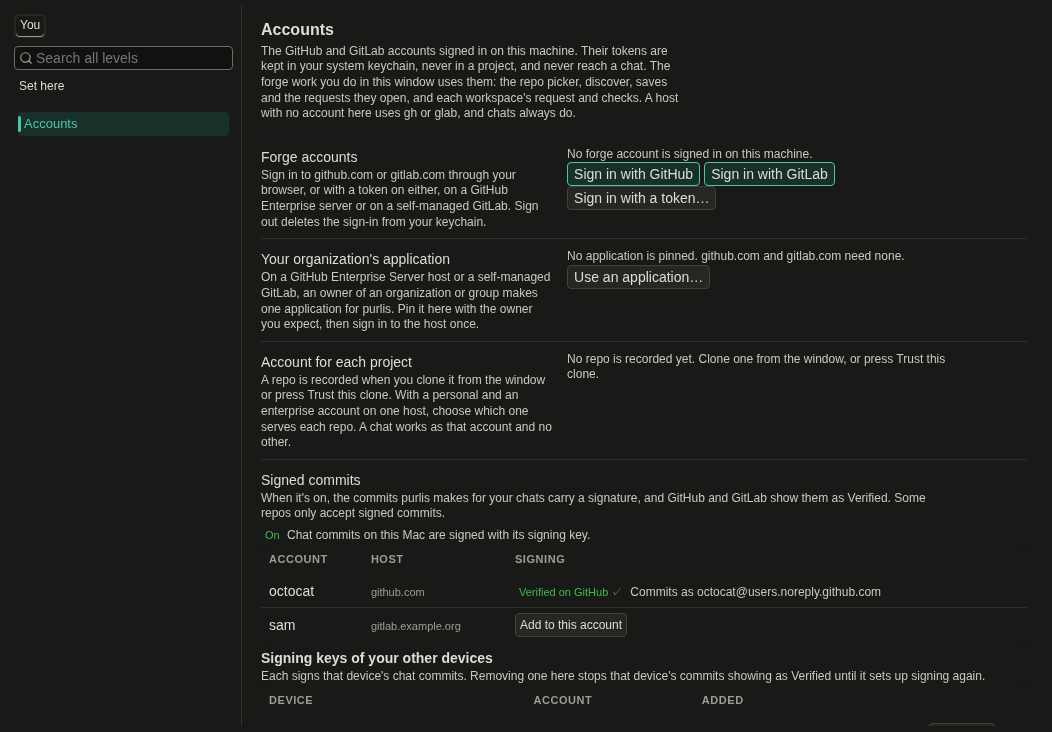 You
Search all levels
Set here
Accounts
Accounts
The GitHub and GitLab accounts signed in on this machine. Their tokens are
kept in your system keychain, never in a project, and never reach a chat. The
forge work you do in this window uses them: the repo picker, discover, saves
and the requests they open, and each workspace's request and checks. A host
with no account here uses gh or glab, and chats always do.
Forge accounts
Sign in to github.com or gitlab.com through your
browser, or with a token on either, on a GitHub
Enterprise server or on a self-managed GitLab. Sign
out deletes the sign-in from your keychain.
No forge account is signed in on this machine.
Sign in with GitHub Sign in with GitLab
Sign in with a token…
Your organization's application
On a GitHub Enterprise Server host or a self-managed
GitLab, an owner of an organization or group makes
one application for purlis. Pin it here with the owner
you expect, then sign in to the host once.
No application is pinned. github.com and gitlab.com need none.
Use an application…
Account for each project
A repo is recorded when you clone it from the window
or press Trust this clone. With a personal and an
enterprise account on one host, choose which one
serves each repo. A chat works as that account and no
other.
No repo is recorded yet. Clone one from the window, or press Trust this
clone.
Signed commits
When it's on, the commits purlis makes for your chats carry a signature, and GitHub and GitLab show them as Verified. Some
repos only accept signed commits.
On Chat commits on this Mac are signed with its signing key.
ACCOUNT HOST SIGNING
octocat github.com Verified on GitHub ✓ Commits as octocat@users.noreply.github.com
sam gitlab.example.org Add to this account
Signing keys of your other devices
Each signs that device's chat commits. Removing one here stops that device's commits showing as Verified until it sets up signing again.
DEVICE ACCOUNT ADDED